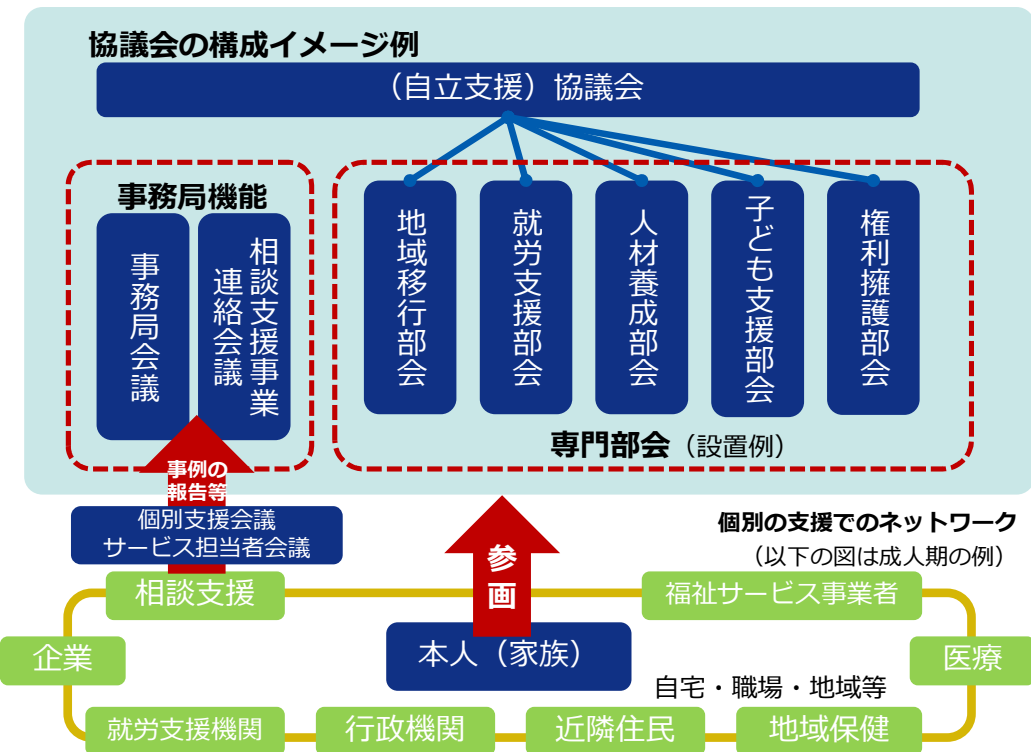 協議会の構成イメージ例
（自立支援）協議会
事務局機能
事務局会議
相談支援事業
連絡会議
地域移行部会
就労支援部会
人材養成部会
子ども支援部会
権利擁護部会
専門部会（設置例）
事例の
報告等
個別支援会議
サービス担当者会議
参
画
個別の支援でのネットワーク
（以下の図は成人期の例）
相談支援
福祉サービス事業者
企業
本人（家族）
医療
自宅・職場・地域等
就労支援機関
行政機関
近隣住民
地域保健